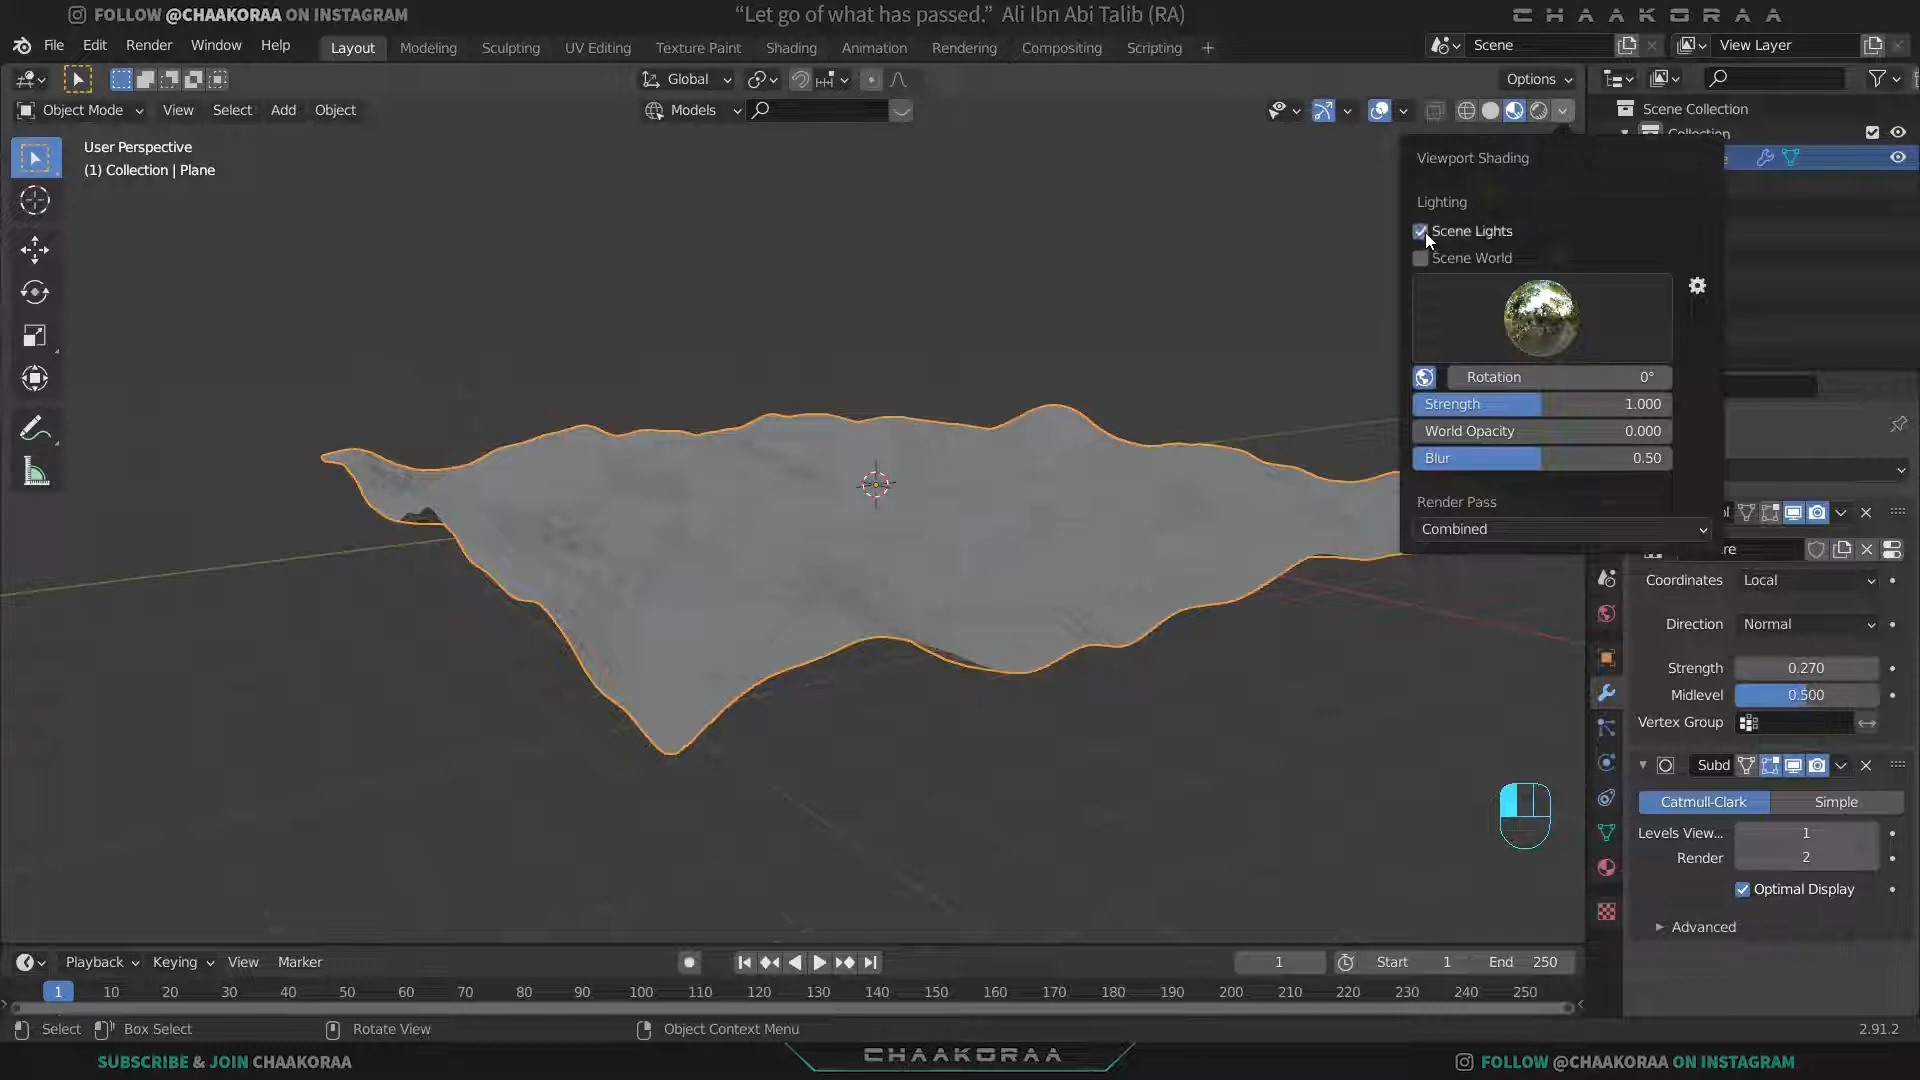 FOLLOW @CHAAKORAA ON INSTAGRAM
“Let go of what has passed.” Ali Ibn Abi Talib (RA)
CHAAKORAA
File Edit Render Window Help
Layout Modeling Sculpting UV Editing Texture Paint Shading Animation Rendering Compositing Scripting +
Scene
View Layer
Global
Options
Object Mode View Select Add Object
Models
Scene Collection
Collection
User Perspective
(1) Collection | Plane
Viewport Shading
Lighting
Scene Lights
Scene World
Rotation 0°
Strength 1.000
World Opacity 0.000
Blur 0.50
Render Pass
Combined
Coordinates Local
Direction Normal
Strength 0.270
Midlevel 0.500
Vertex Group
Subd
Catmull-Clark Simple
Levels View... 1
Render 2
Optimal Display
Advanced
Playback Keying View Marker
1 Start 1 End 250
1 10 20 30 40 50 60 70 80 90 100 110 120 130 140 150 160 170 180 190 200 210 220 230 240 250
Select Box Select Rotate View Object Context Menu 2.91.2
SUBSCRIBE & JOIN CHAAKORAA
CHAAKORAA
FOLLOW @CHAAKORAA ON INSTAGRAM